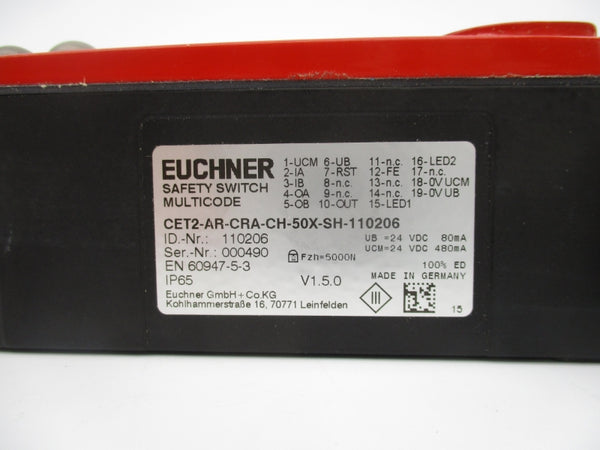 EUCHNER
SAFETY SWITCH
MULTICODE
1-UCM 6-UB 11-n.c. 16-LED2
2-IA 7-RST 12-FE 17-n.c.
3-IB 8-n.c. 13-n.c. 18-0V UCM
4-OA 9-n.c. 14-n.c. 19-0V UB
5-OB 10-OUT 15-LED1
CET2-AR-CRA-CH-50X-SH-110206
ID.-Nr.: 110206
UB =24 VDC 80mA
Ser.-Nr.: 000490
UCM=24 VDC 480mA
Fzh=5000N
EN 60947-5-3
100% ED
IP65
V1.5.0
MADE IN GERMANY
Euchner GmbH+Co.KG
Kohlhammerstraße 16, 70771 Leinfelden
III
15